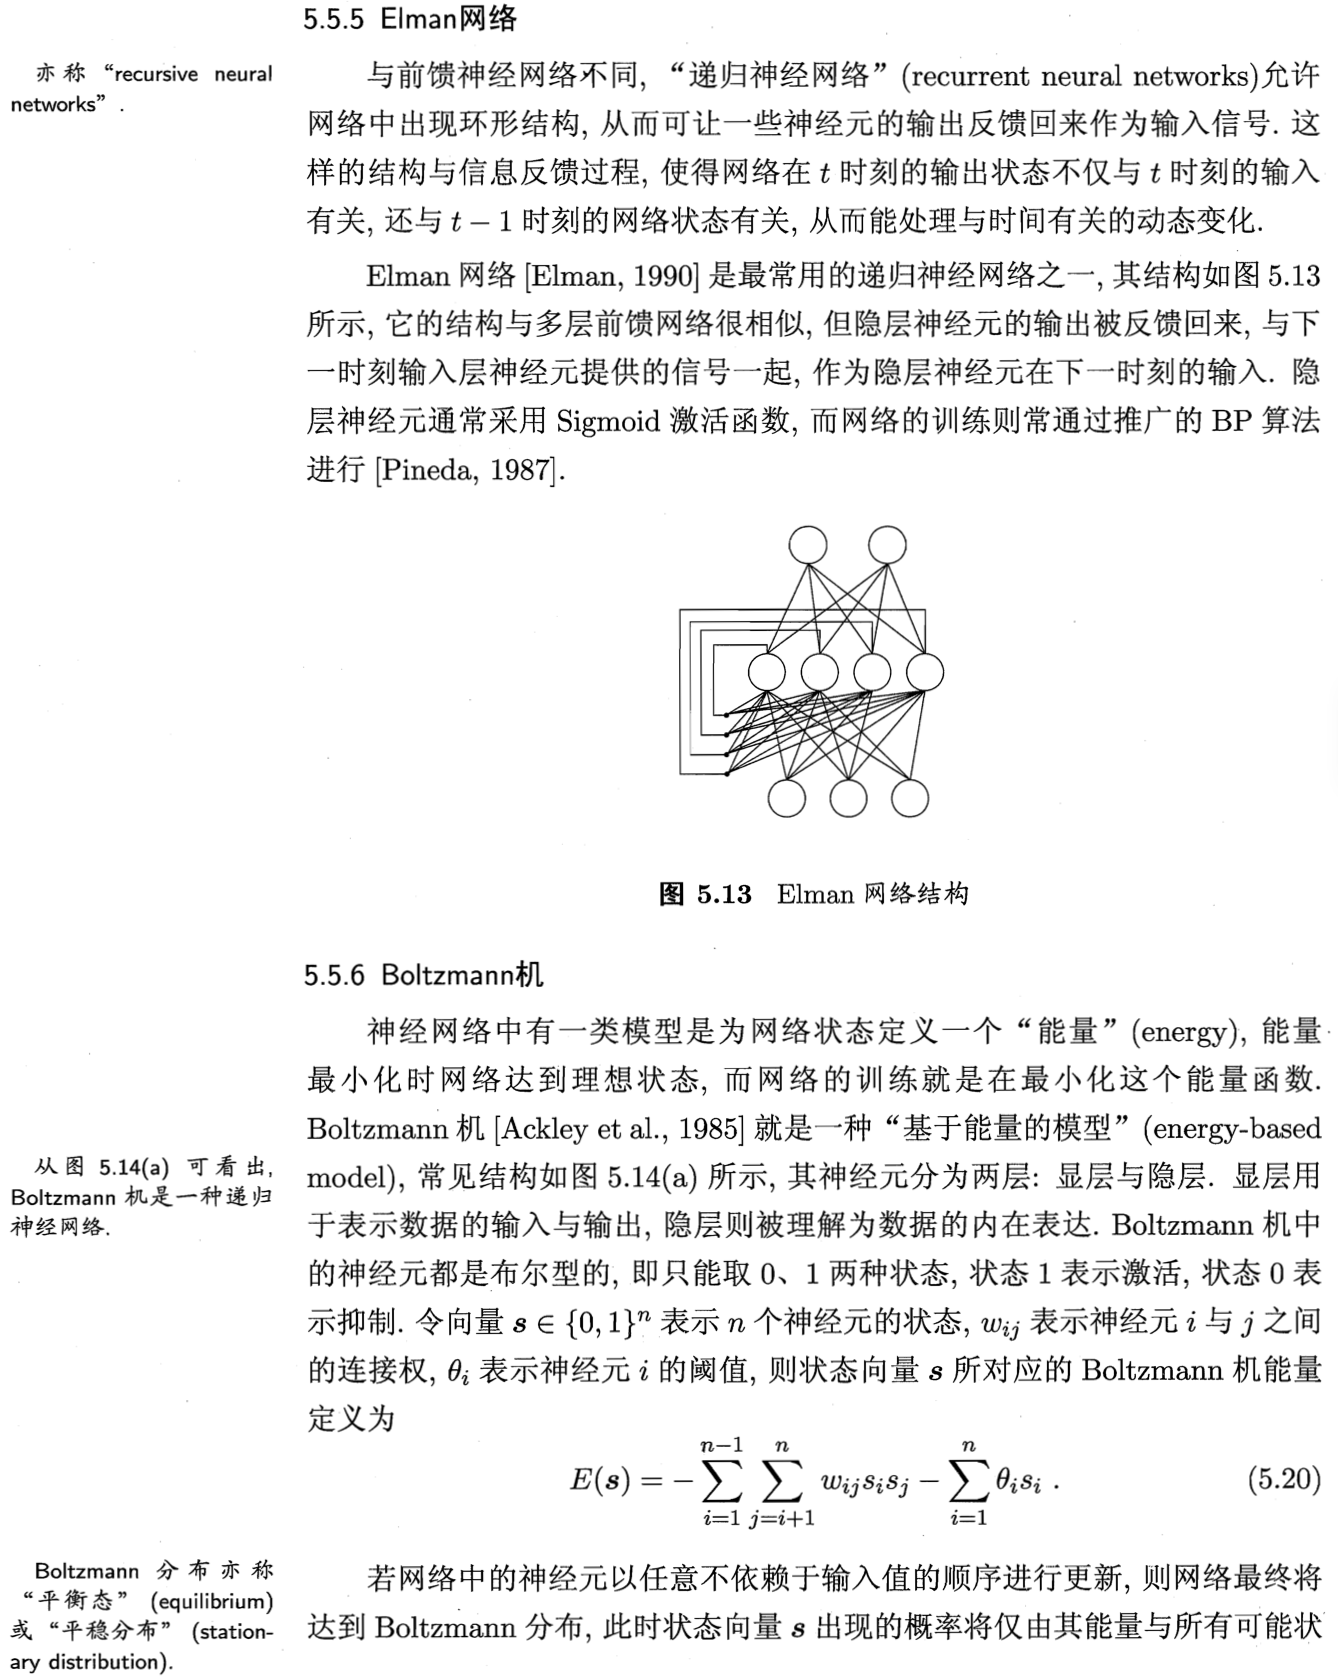 5.5.5 Elman网络
亦称“recursive neural
networks”.
与前馈神经网络不同, “递归神经网络”(recurrent neural networks)允许
网络中出现环形结构, 从而可让一些神经元的输出反馈回来作为输入信号. 这
样的结构与信息反馈过程, 使得网络在 t 时刻的输出状态不仅与 t 时刻的输入
有关, 还与 t − 1 时刻的网络状态有关, 从而能处理与时间有关的动态变化.
Elman 网络 [Elman, 1990] 是最常用的递归神经网络之一, 其结构如图 5.13
所示, 它的结构与多层前馈网络很相似, 但隐层神经元的输出被反馈回来, 与下
一时刻输入层神经元提供的信号一起, 作为隐层神经元在下一时刻的输入. 隐
层神经元通常采用 Sigmoid 激活函数, 而网络的训练则常通过推广的 BP 算法
进行 [Pineda, 1987].
图 5.13 Elman 网络结构
5.5.6 Boltzmann机
神经网络中有一类模型是为网络状态定义一个“能量”(energy), 能量
最小化时网络达到理想状态, 而网络的训练就是在最小化这个能量函数.
Boltzmann 机 [Ackley et al., 1985] 就是一种“基于能量的模型”(energy-based
model), 常见结构如图 5.14(a) 所示, 其神经元分为两层: 显层与隐层. 显层用
于表示数据的输入与输出, 隐层则被理解为数据的内在表达. Boltzmann 机中
的神经元都是布尔型的, 即只能取 0、1 两种状态, 状态 1 表示激活, 状态 0 表
示抑制. 令向量 s ∈ {0, 1}ⁿ 表示 n 个神经元的状态, w_{ij} 表示神经元 i 与 j 之间
的连接权, θ_i 表示神经元 i 的阈值, 则状态向量 s 所对应的 Boltzmann 机能量
定义为
从图 5.14(a) 可看出,
Boltzmann 机是一种递归
神经网络.
E(s) = − \sum_{i=1}^{n−1} \sum_{j=i+1}^{n} w_{ij} s_i s_j − \sum_{i=1}^{n} θ_i s_i . (5.20)
若网络中的神经元以任意不依赖于输入值的顺序进行更新, 则网络最终将
达到 Boltzmann 分布, 此时状态向量 s 出现的概率将仅由其能量与所有可能状
Boltzmann 分布亦称
“平衡态” (equilibrium)
或“平稳分布” (station-
ary distribution).